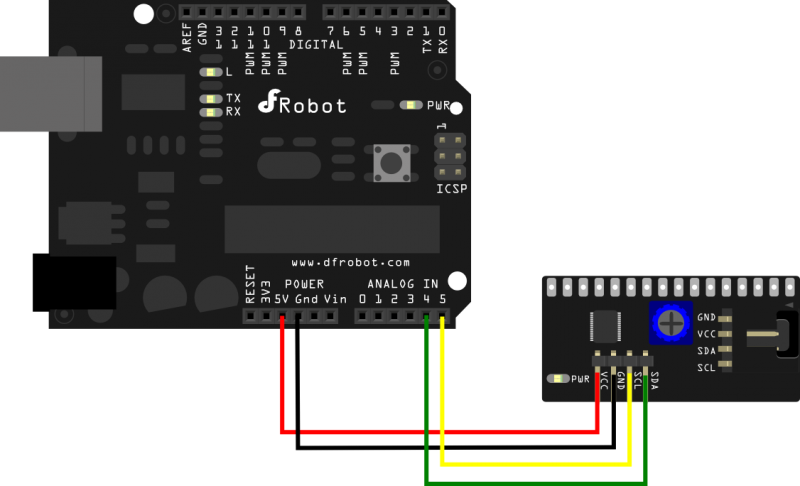 AREF
GND
13
12
11
10
9
8
7
6
5
4
3
2
1
0
TX
RX
DIGITAL
PWM
PWM
PWM
PWM
PWM
PWM
L
TX
RX
DFRobot
PWR
1
ICSP
www.dfrobot.com
RESET
3V3
POWER
5V Gnd Vin
ANALOG IN
0 1 2 3 4 5
GND
VCC
SDA
SCL
PWR
VCC
GND
SCL
SDA